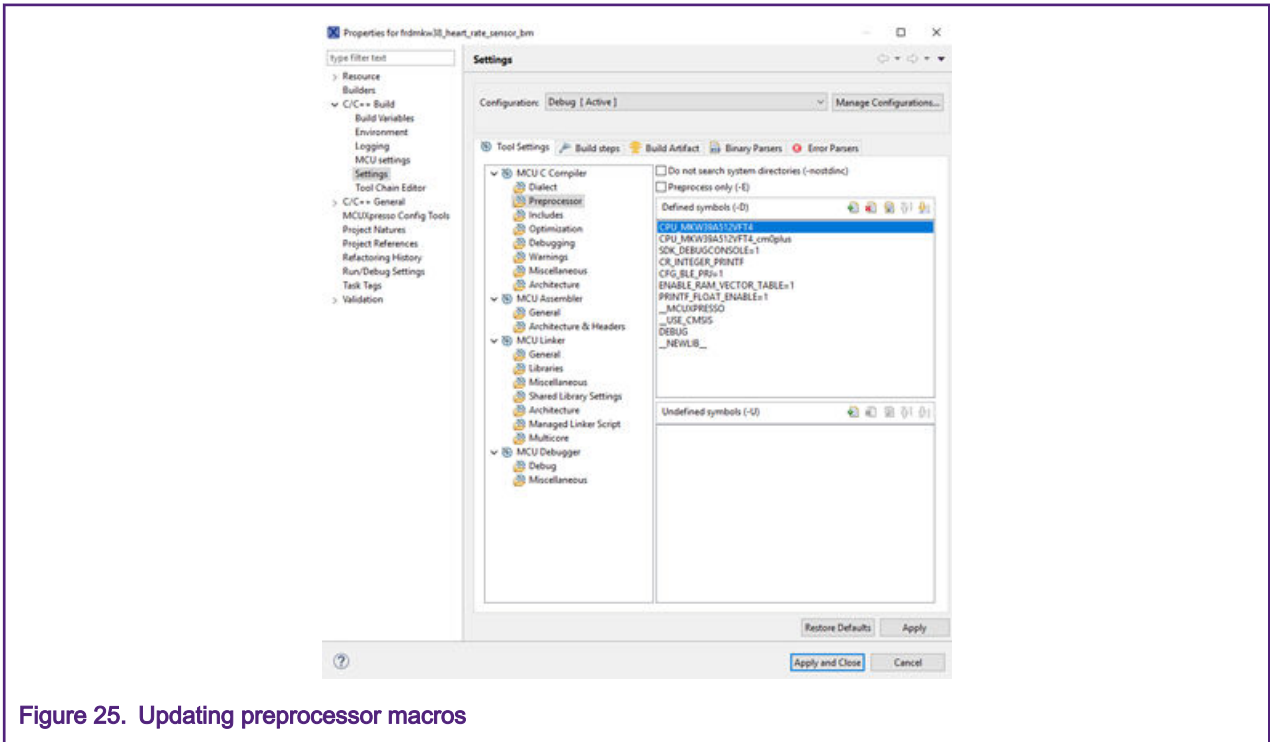 Properties for frdmkw38_heart_rate_sensor_bm
type filter text
Resource
Builders
C/C++ Build
Build Variables
Environment
Logging
MCU settings
Settings
Tool Chain Editor
C/C++ General
MCUXpresso Config Tools
Project Natures
Project References
Refactoring History
Run/Debug Settings
Task Tags
Validation
Settings
Configuration: Debug [ Active ] Manage Configurations...
Tool Settings Build steps Build Artifact Binary Parsers Error Parsers
MCU C Compiler
Dialect
Preprocessor
Includes
Optimization
Debugging
Warnings
Miscellaneous
Architecture
MCU Assembler
General
Architecture & Headers
MCU Linker
General
Libraries
Miscellaneous
Shared Library Settings
Architecture
Managed Linker Script
Multicore
MCU Debugger
Debug
Miscellaneous
Do not search system directories (-nostdinc)
Preprocess only (-E)
Defined symbols (-D)
CPU_MKW39A512VFT4
CPU_MKW39A512VFT4_cm0plus
SDK_DEBUGCONSOLE=1
CR_INTEGER_PRINTF
CFG_BLE_PRJ=1
ENABLE_RAM_VECTOR_TABLE=1
PRINTF_FLOAT_ENABLE=1
__MCUXPRESSO
__USE_CMSIS
DEBUG
__NEWLIB__
Undefined symbols (-U)
Restore Defaults Apply
Apply and Close Cancel
Figure 25. Updating preprocessor macros